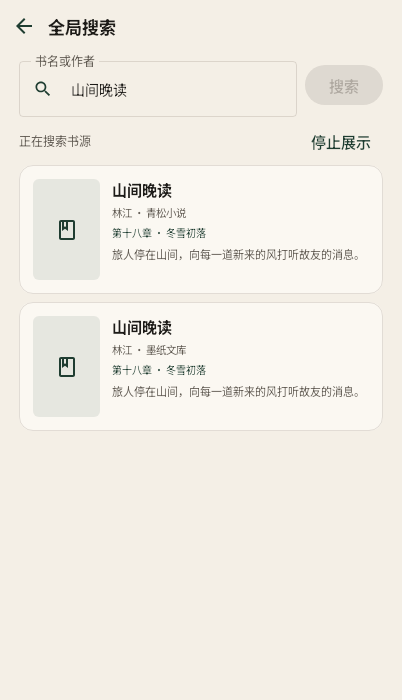 全局搜索
书名或作者
山间晚读
搜索
正在搜索书源
停止展示
山间晚读
林江 · 青松小说
第十八章 · 冬雪初落
旅人停在山间，向每一道新来的风打听故友的消息。
山间晚读
林江 · 墨纸文库
第十八章 · 冬雪初落
旅人停在山间，向每一道新来的风打听故友的消息。